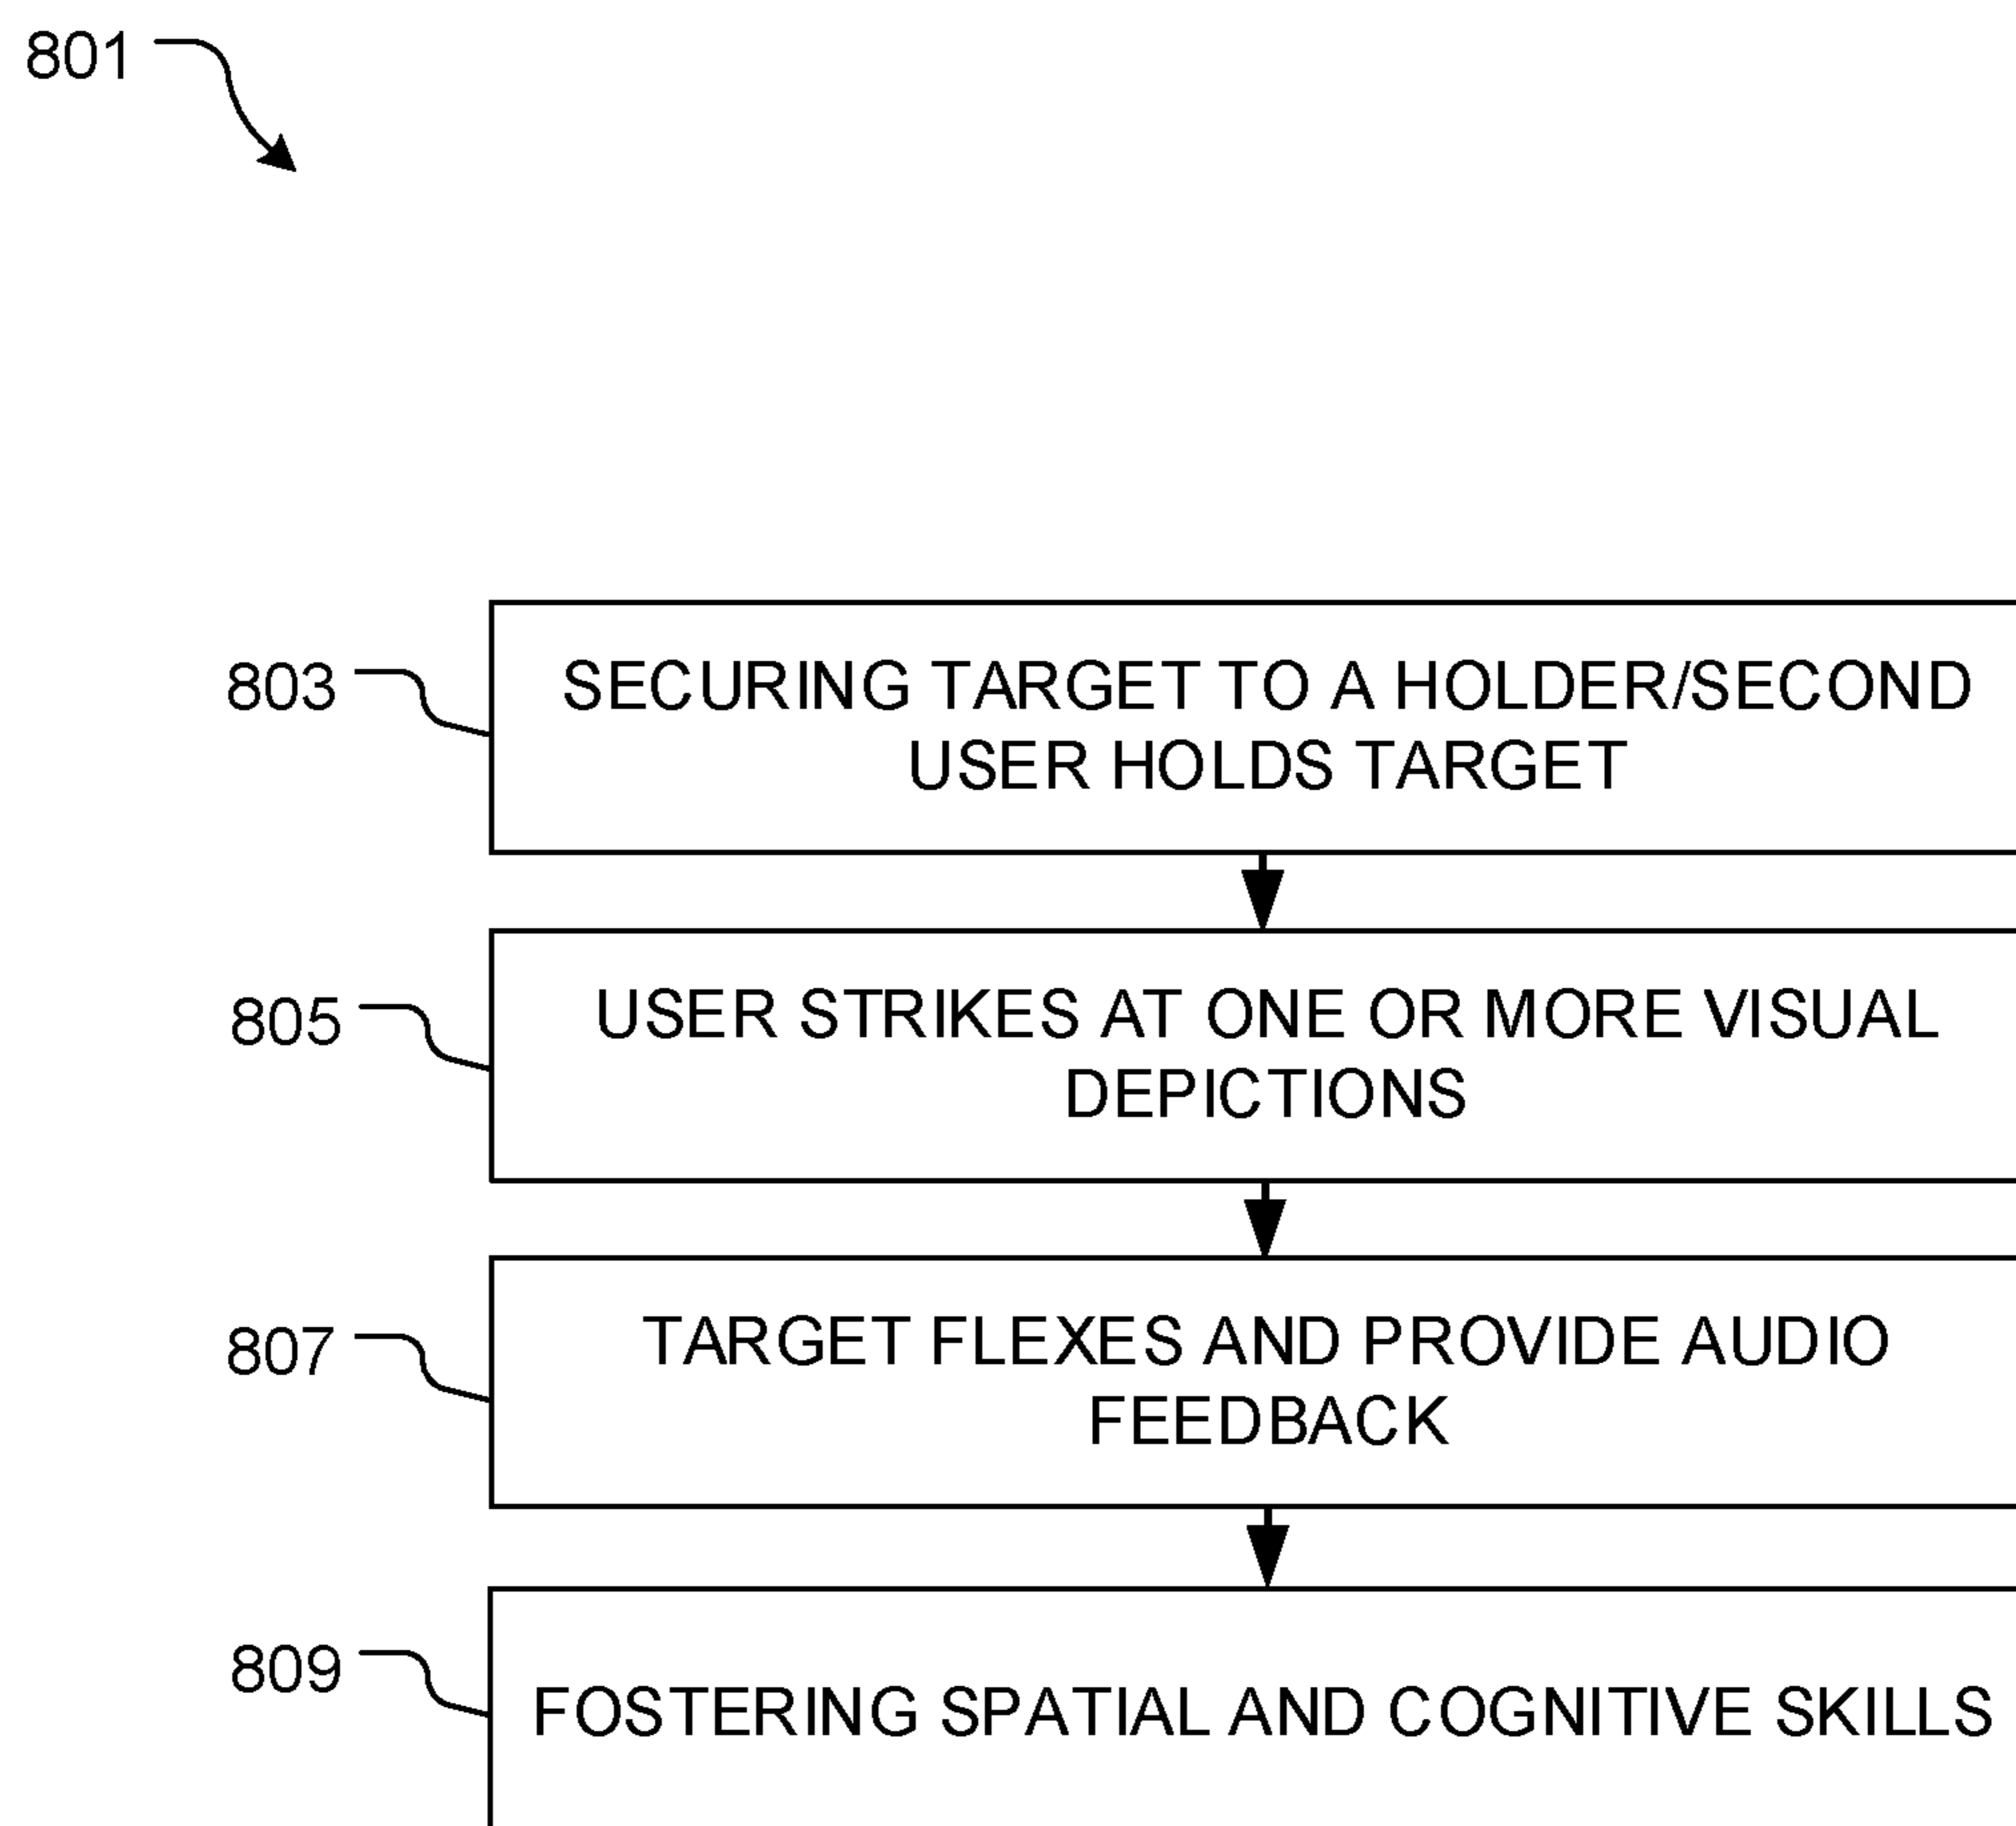 801
803
SECURING TARGET TO A HOLDER/SECOND
USER HOLDS TARGET
805
USER STRIKES AT ONE OR MORE VISUAL
DEPICTIONS
807
TARGET FLEXES AND PROVIDE AUDIO
FEEDBACK
809
FOSTERING SPATIAL AND COGNITIVE SKILLS